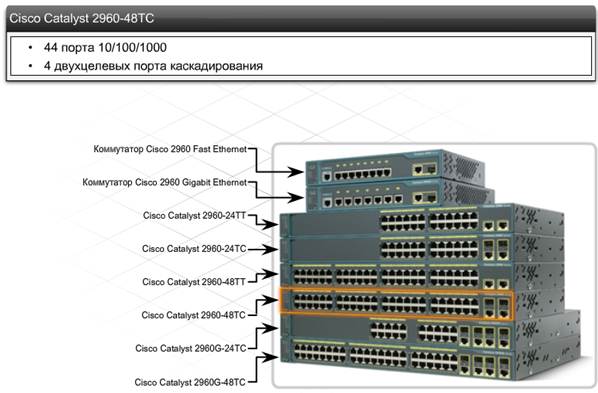 Cisco Catalyst 2960-48TC
• 44 порта 10/100/1000
• 4 двухцелевых порта каскадирования
Коммутатор Cisco 2960 Fast Ethernet
Коммутатор Cisco 2960 Gigabit Ethernet
Cisco Catalyst 2960-24TT
Cisco Catalyst 2960-24TC
Cisco Catalyst 2960-48TT
Cisco Catalyst 2960-48TC
Cisco Catalyst 2960G-24TC
Cisco Catalyst 2960G-48TC